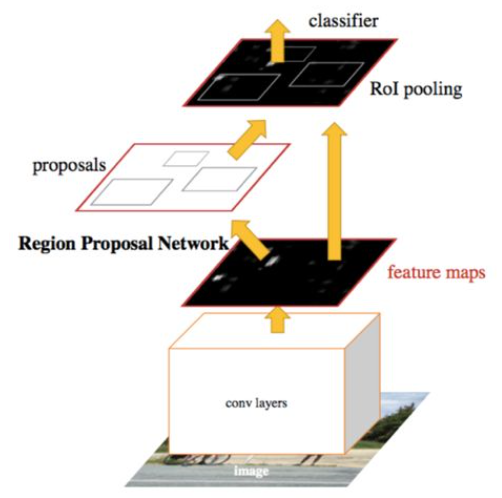 classifier
RoI pooling
proposals
Region Proposal Network
feature maps
conv layers
image